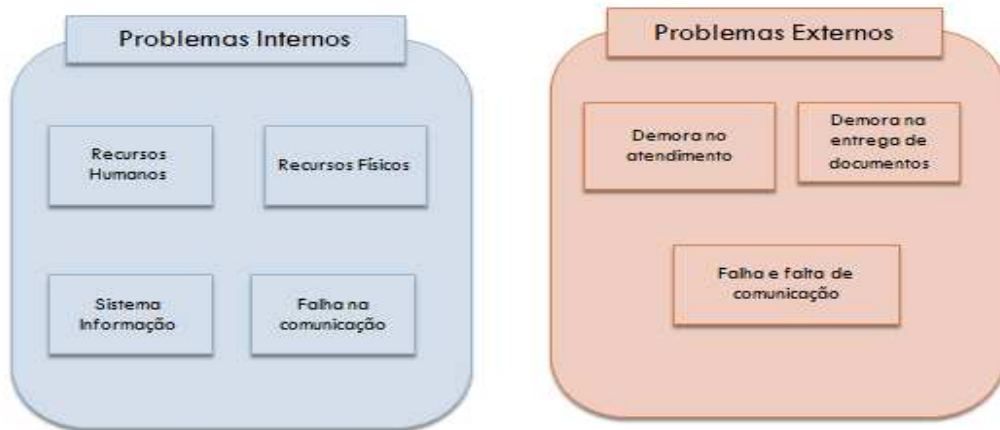 Problemas Internos
Recursos
Humanos
Recursos Físicos
Sistema
Informação
Falha na
comunicação
Problemas Externos
Demora no
atendimento
Demora na
entrega de
documentos
Falha e falta de
comunicação